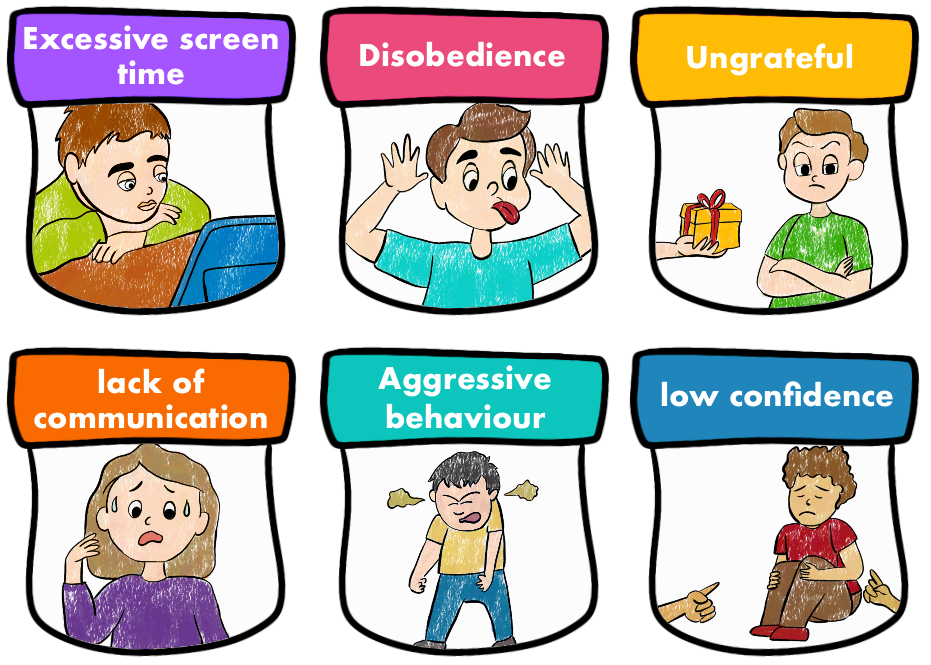 Excessive screen
time
Disobedience
Ungrateful
lack of
communication
Aggressive
behaviour
low confidence